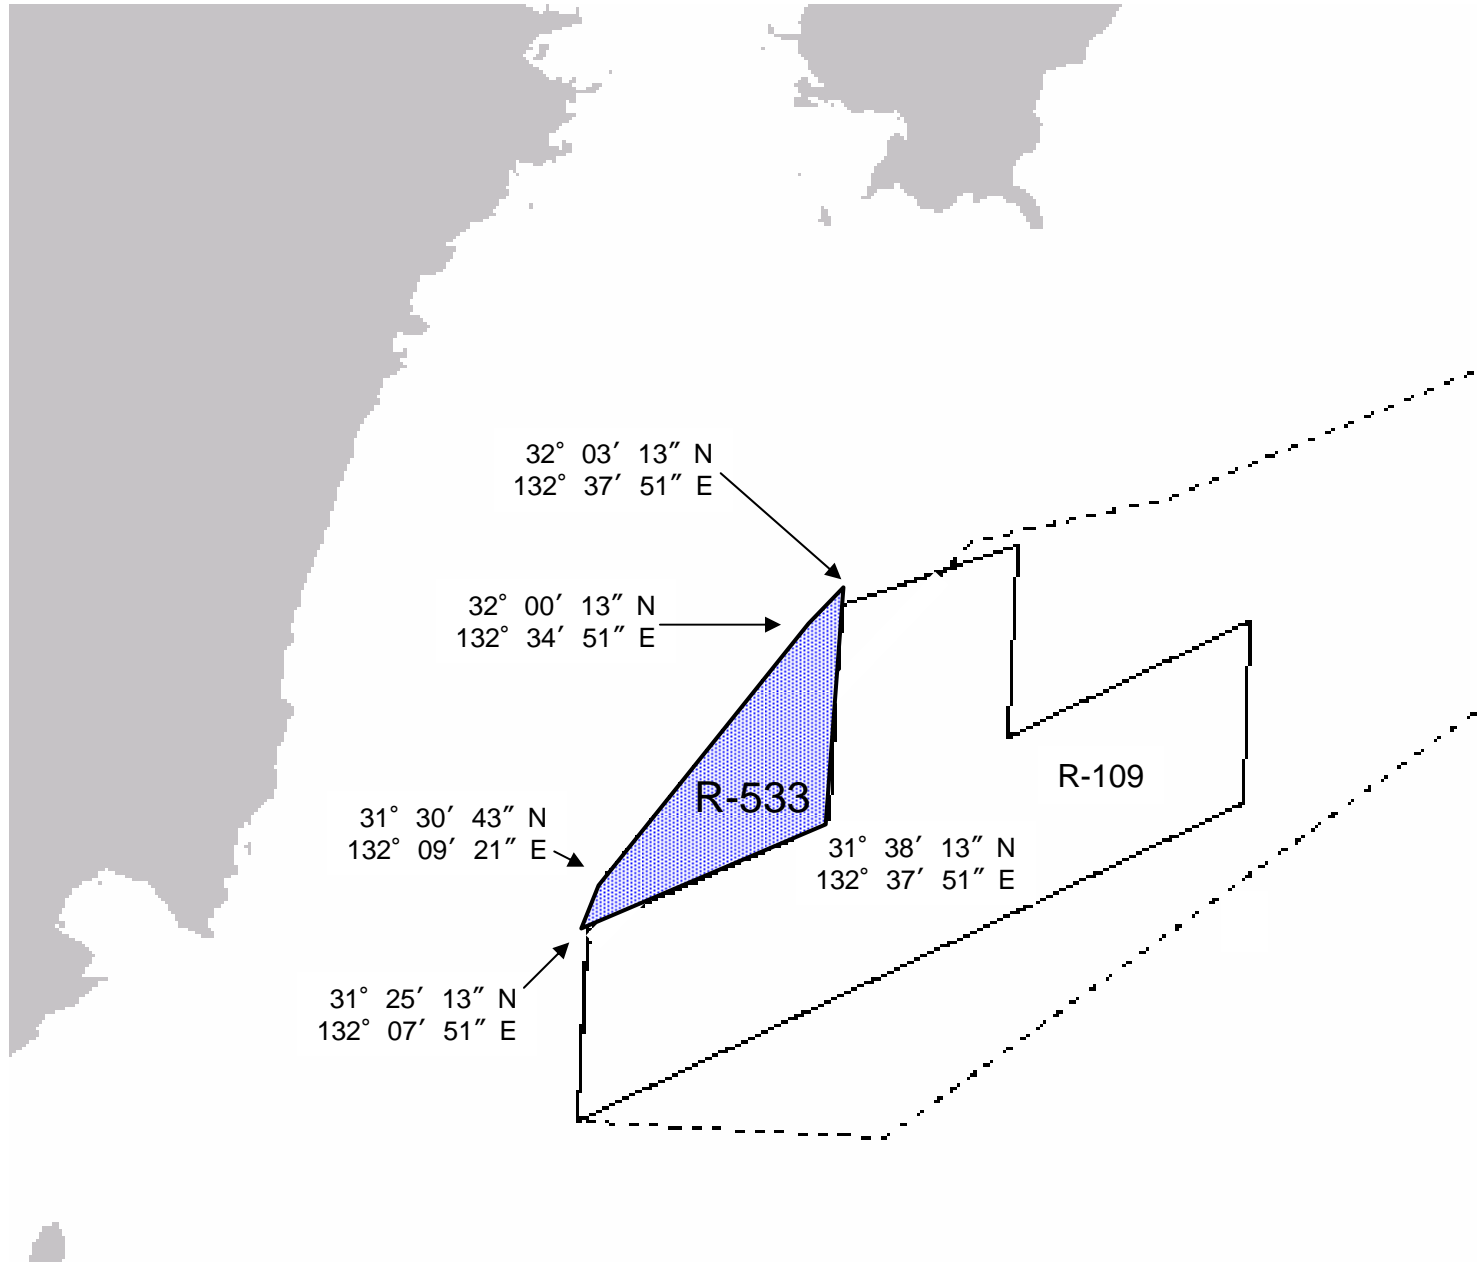 32° 03′ 13″ N
132° 37′ 51″ E
32° 00′ 13″ N
132° 34′ 51″ E
R-109
R-533
31° 30′ 43″ N
132° 09′ 21″ E
31° 38′ 13″ N
132° 37′ 51″ E
31° 25′ 13″ N
132° 07′ 51″ E